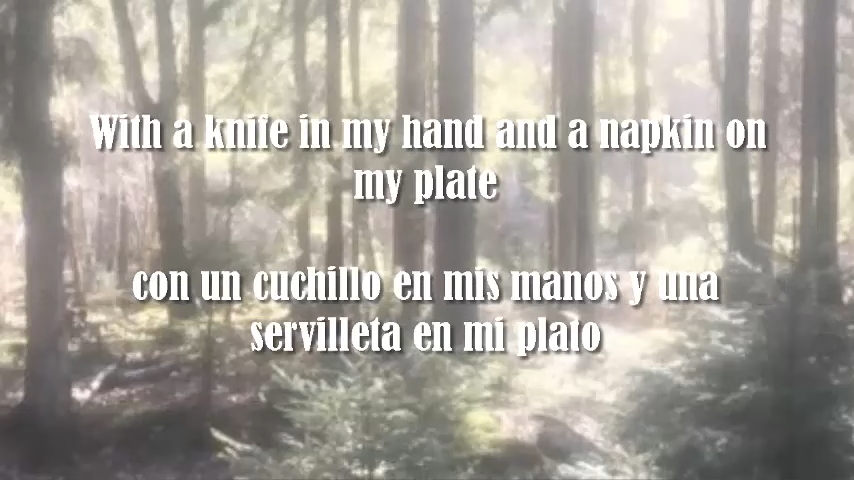 With a knife in my hand and a napkin on
my plate
con un cuchillo en mis manos y una
servilleta en mi plato